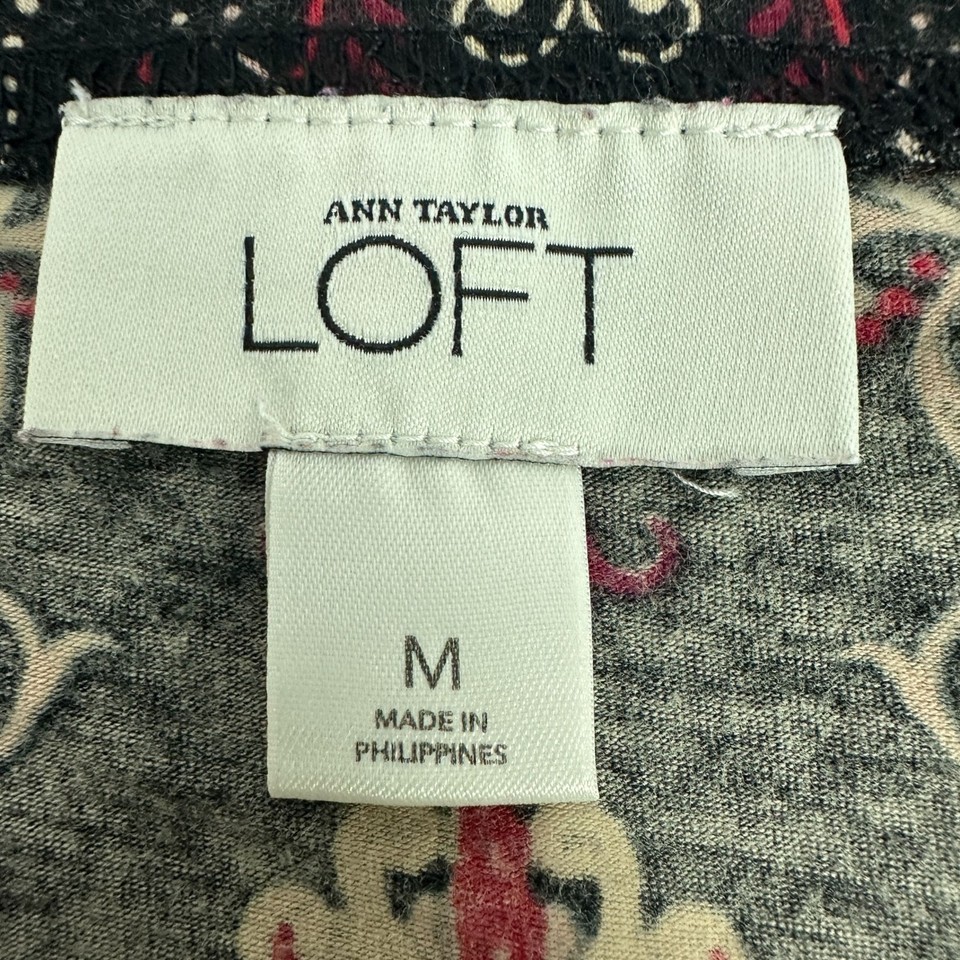 ANN TAYLOR
LOFT
M
MADE IN
PHILIPPINES